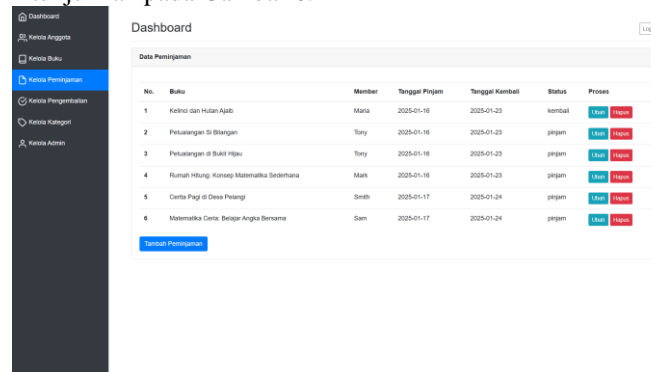 Dashboard
Kelola Anggota
Kelola Buku
Kelola Peminjaman
Kelola Pengembalian
Kelola Kategori
Kelola Admin
Dashboard
Log
Data Peminjaman
No. Buku Member Tanggal Pinjam Tanggal Kembali Status Proses
1 Kelinci dan Hutan Ajaib Maria 2025-01-16 2025-01-23 kembali Ubah Hapus
2 Petualangan Si Bilangan Tony 2025-01-16 2025-01-23 pinjam Ubah Hapus
3 Petualangan di Bukit Hijau Tony 2025-01-16 2025-01-23 pinjam Ubah Hapus
4 Rumah Hitung: Konsep Matematika Sederhana Mark 2025-01-16 2025-01-23 pinjam Ubah Hapus
5 Cerita Pagi di Desa Pelangi Smith 2025-01-17 2025-01-24 pinjam Ubah Hapus
6 Matematika Ceria: Belajar Angka Bersama Sam 2025-01-17 2025-01-24 pinjam Ubah Hapus
Tambah Peminjaman